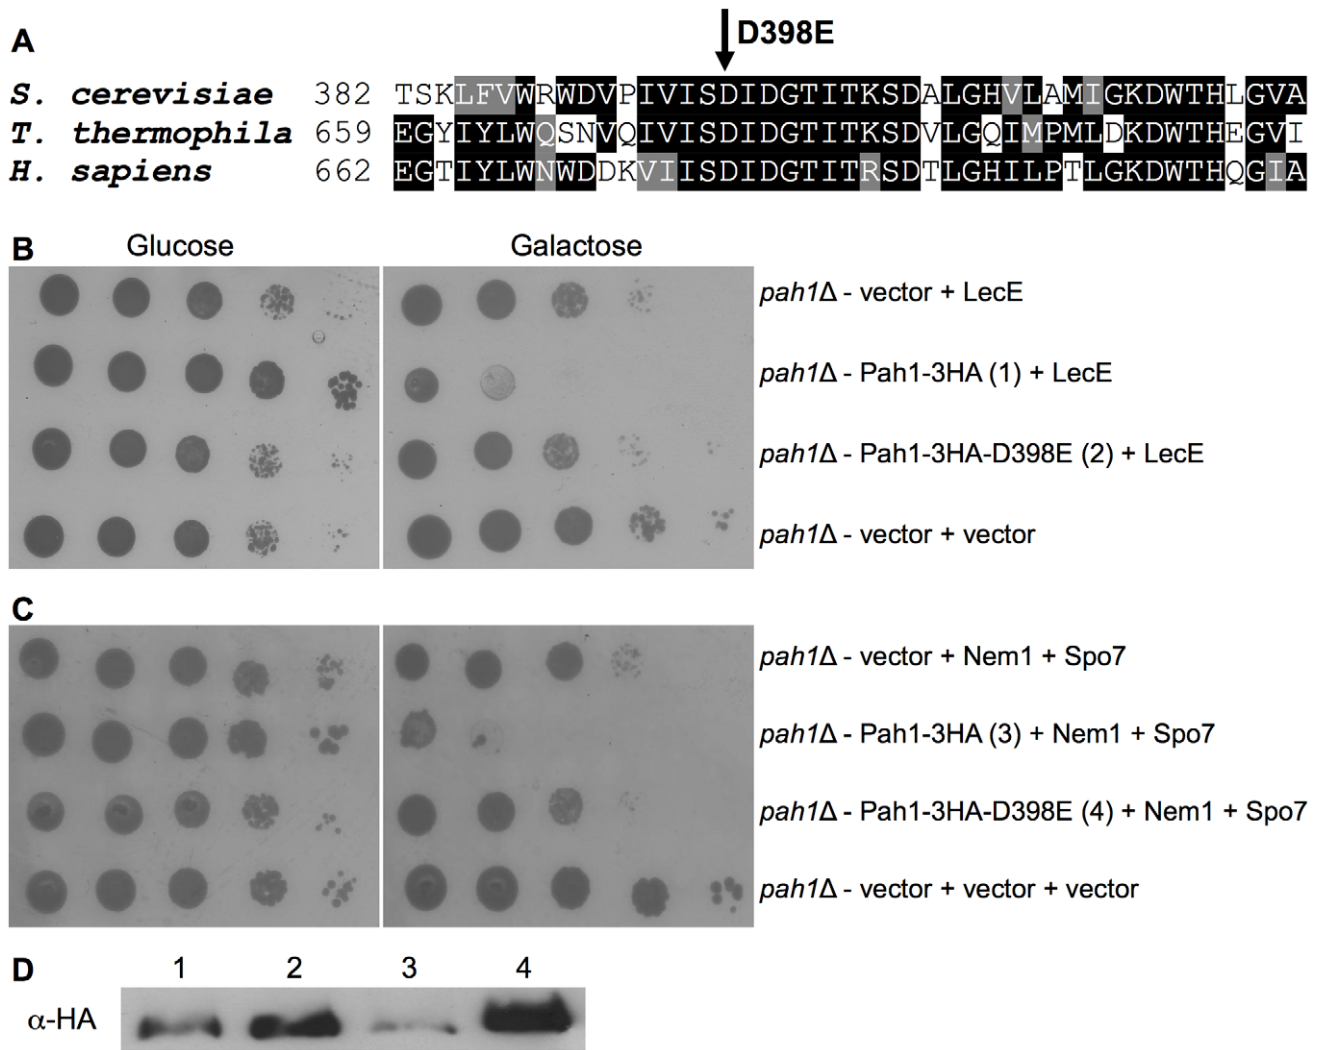 A
D398E
S. cerevisiae 382 TSKLFVWRWDVPIVISDIDGTITKSDALGHVLAMIGKDWTHLGVA
T. thermophila 659 EGYIYLWQSNVQIVISDIDGTITKSDVLGQIMPMLDKDWTHEGVI
H. sapiens 662 EGTIYLWNWDDKVIISDIDGTITRSDTLGHILPTLGKDWTHQGIA
B
Glucose
Galactose
pah1Δ - vector + LecE
pah1Δ - Pah1-3HA (1) + LecE
pah1Δ - Pah1-3HA-D398E (2) + LecE
pah1Δ - vector + vector
C
pah1Δ - vector + Nem1 + Spo7
pah1Δ - Pah1-3HA (3) + Nem1 + Spo7
pah1Δ - Pah1-3HA-D398E (4) + Nem1 + Spo7
pah1Δ - vector + vector + vector
D
1 2 3 4
α-HA